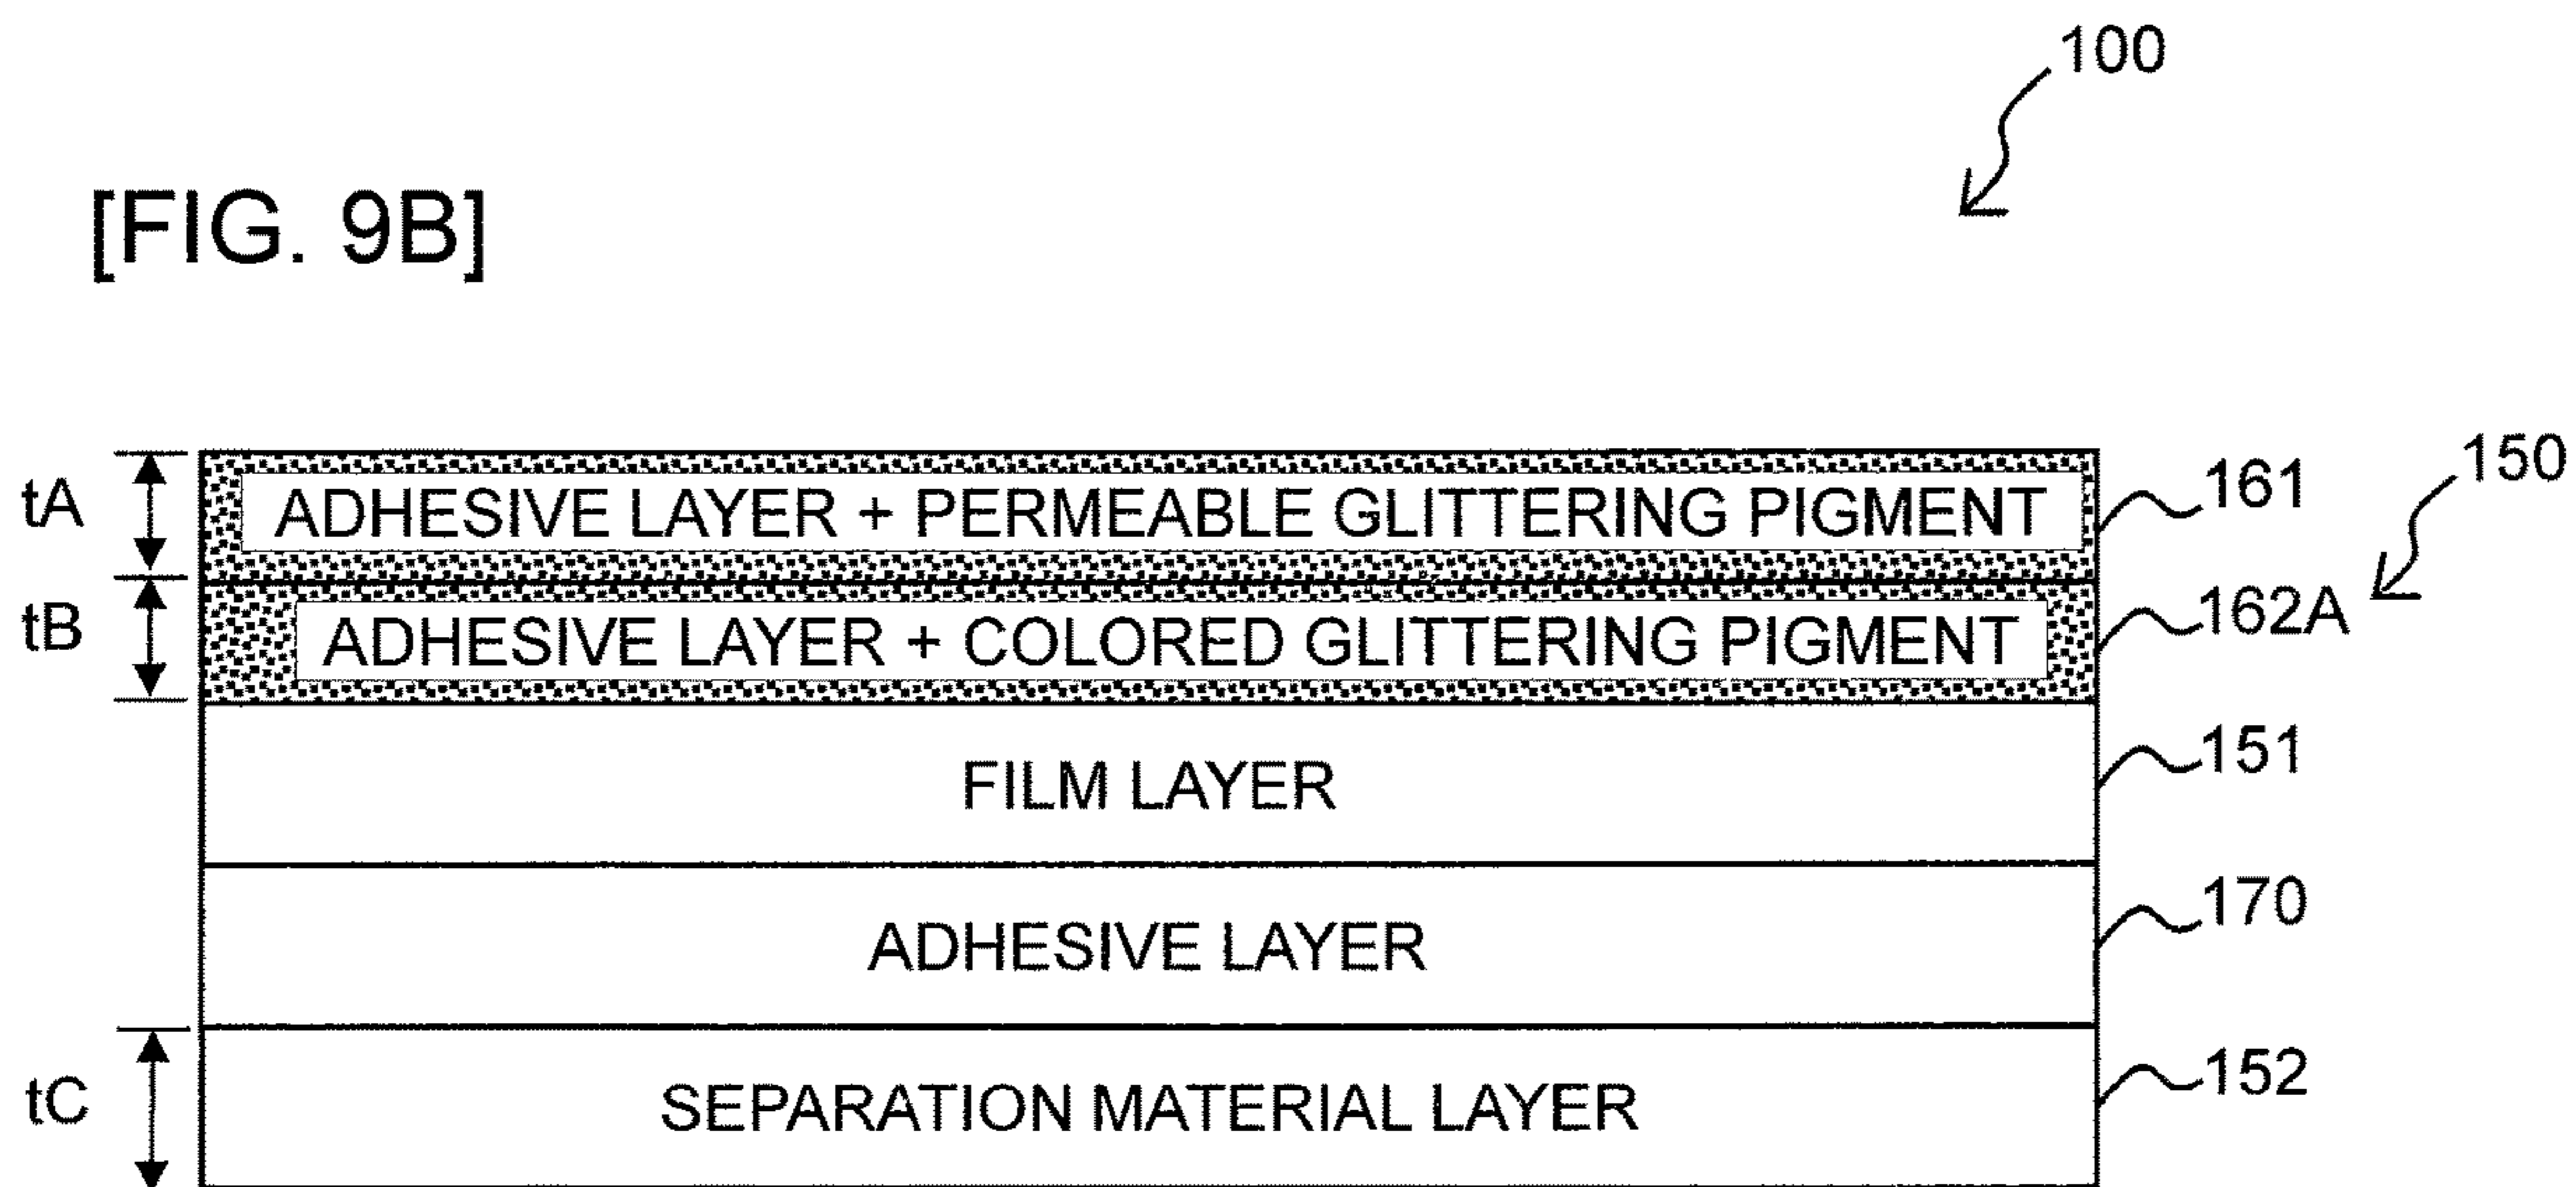 100
[FIG. 9B]
tA
ADHESIVE LAYER + PERMEABLE GLITTERING PIGMENT
161
150
tB
ADHESIVE LAYER + COLORED GLITTERING PIGMENT
162A
FILM LAYER
151
ADHESIVE LAYER
170
tC
SEPARATION MATERIAL LAYER
152